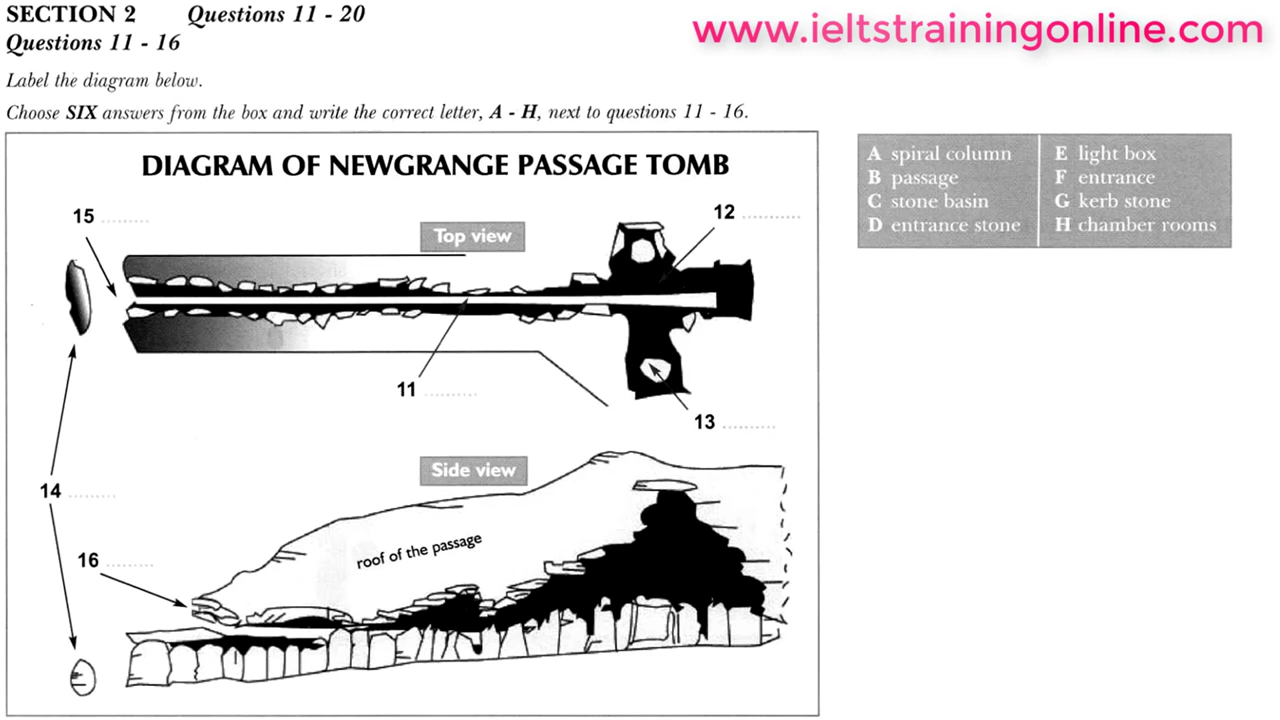 SECTION 2 Questions 11 - 20
www.ieltstrainingonline.com
Questions 11 - 16
Label the diagram below.
Choose SIX answers from the box and write the correct letter, A - H, next to questions 11 - 16.
DIAGRAM OF NEWGRANGE PASSAGE TOMB
15 ..........
Top view
12 ............
11 ...........
13 ...........
Side view
14 ..........
roof of the passage
16 ..........
A spiral column
B passage
C stone basin
D entrance stone
E light box
F entrance
G kerb stone
H chamber rooms